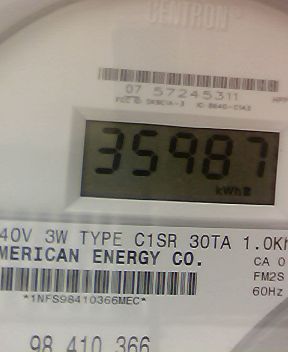 CENTRON®
07 57245311
35987
kWh
40V 3W TYPE C1SR 30TA 1.0Kh
MERICAN ENERGY CO.
CA 0
FM2S
60Hz
*1NFS98410366MEC*
98 410 366